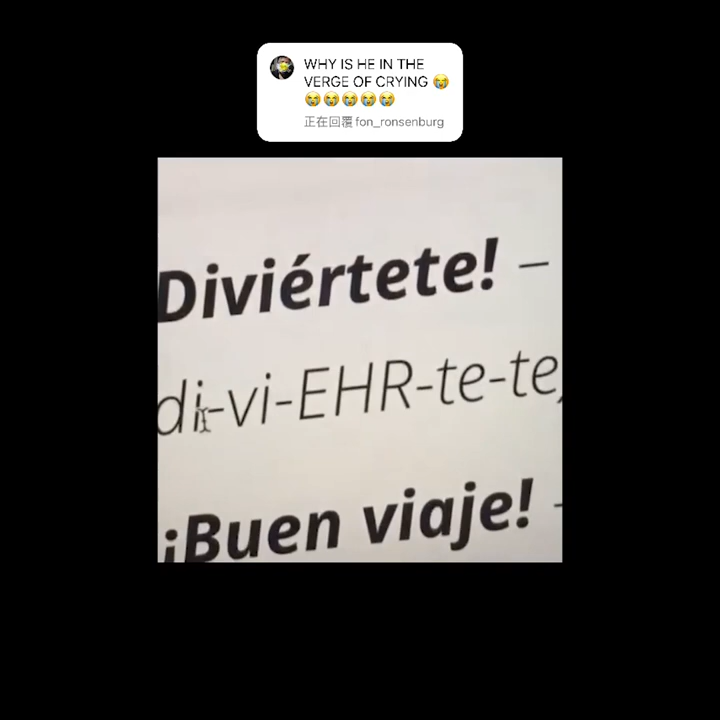 WHY IS HE IN THE
VERGE OF CRYING 😭
😭😭😭😭😭
正在回覆 fon_ronsenburg
Diviértete! –
di-vi-EHR-te-te,
¡Buen viaje! -